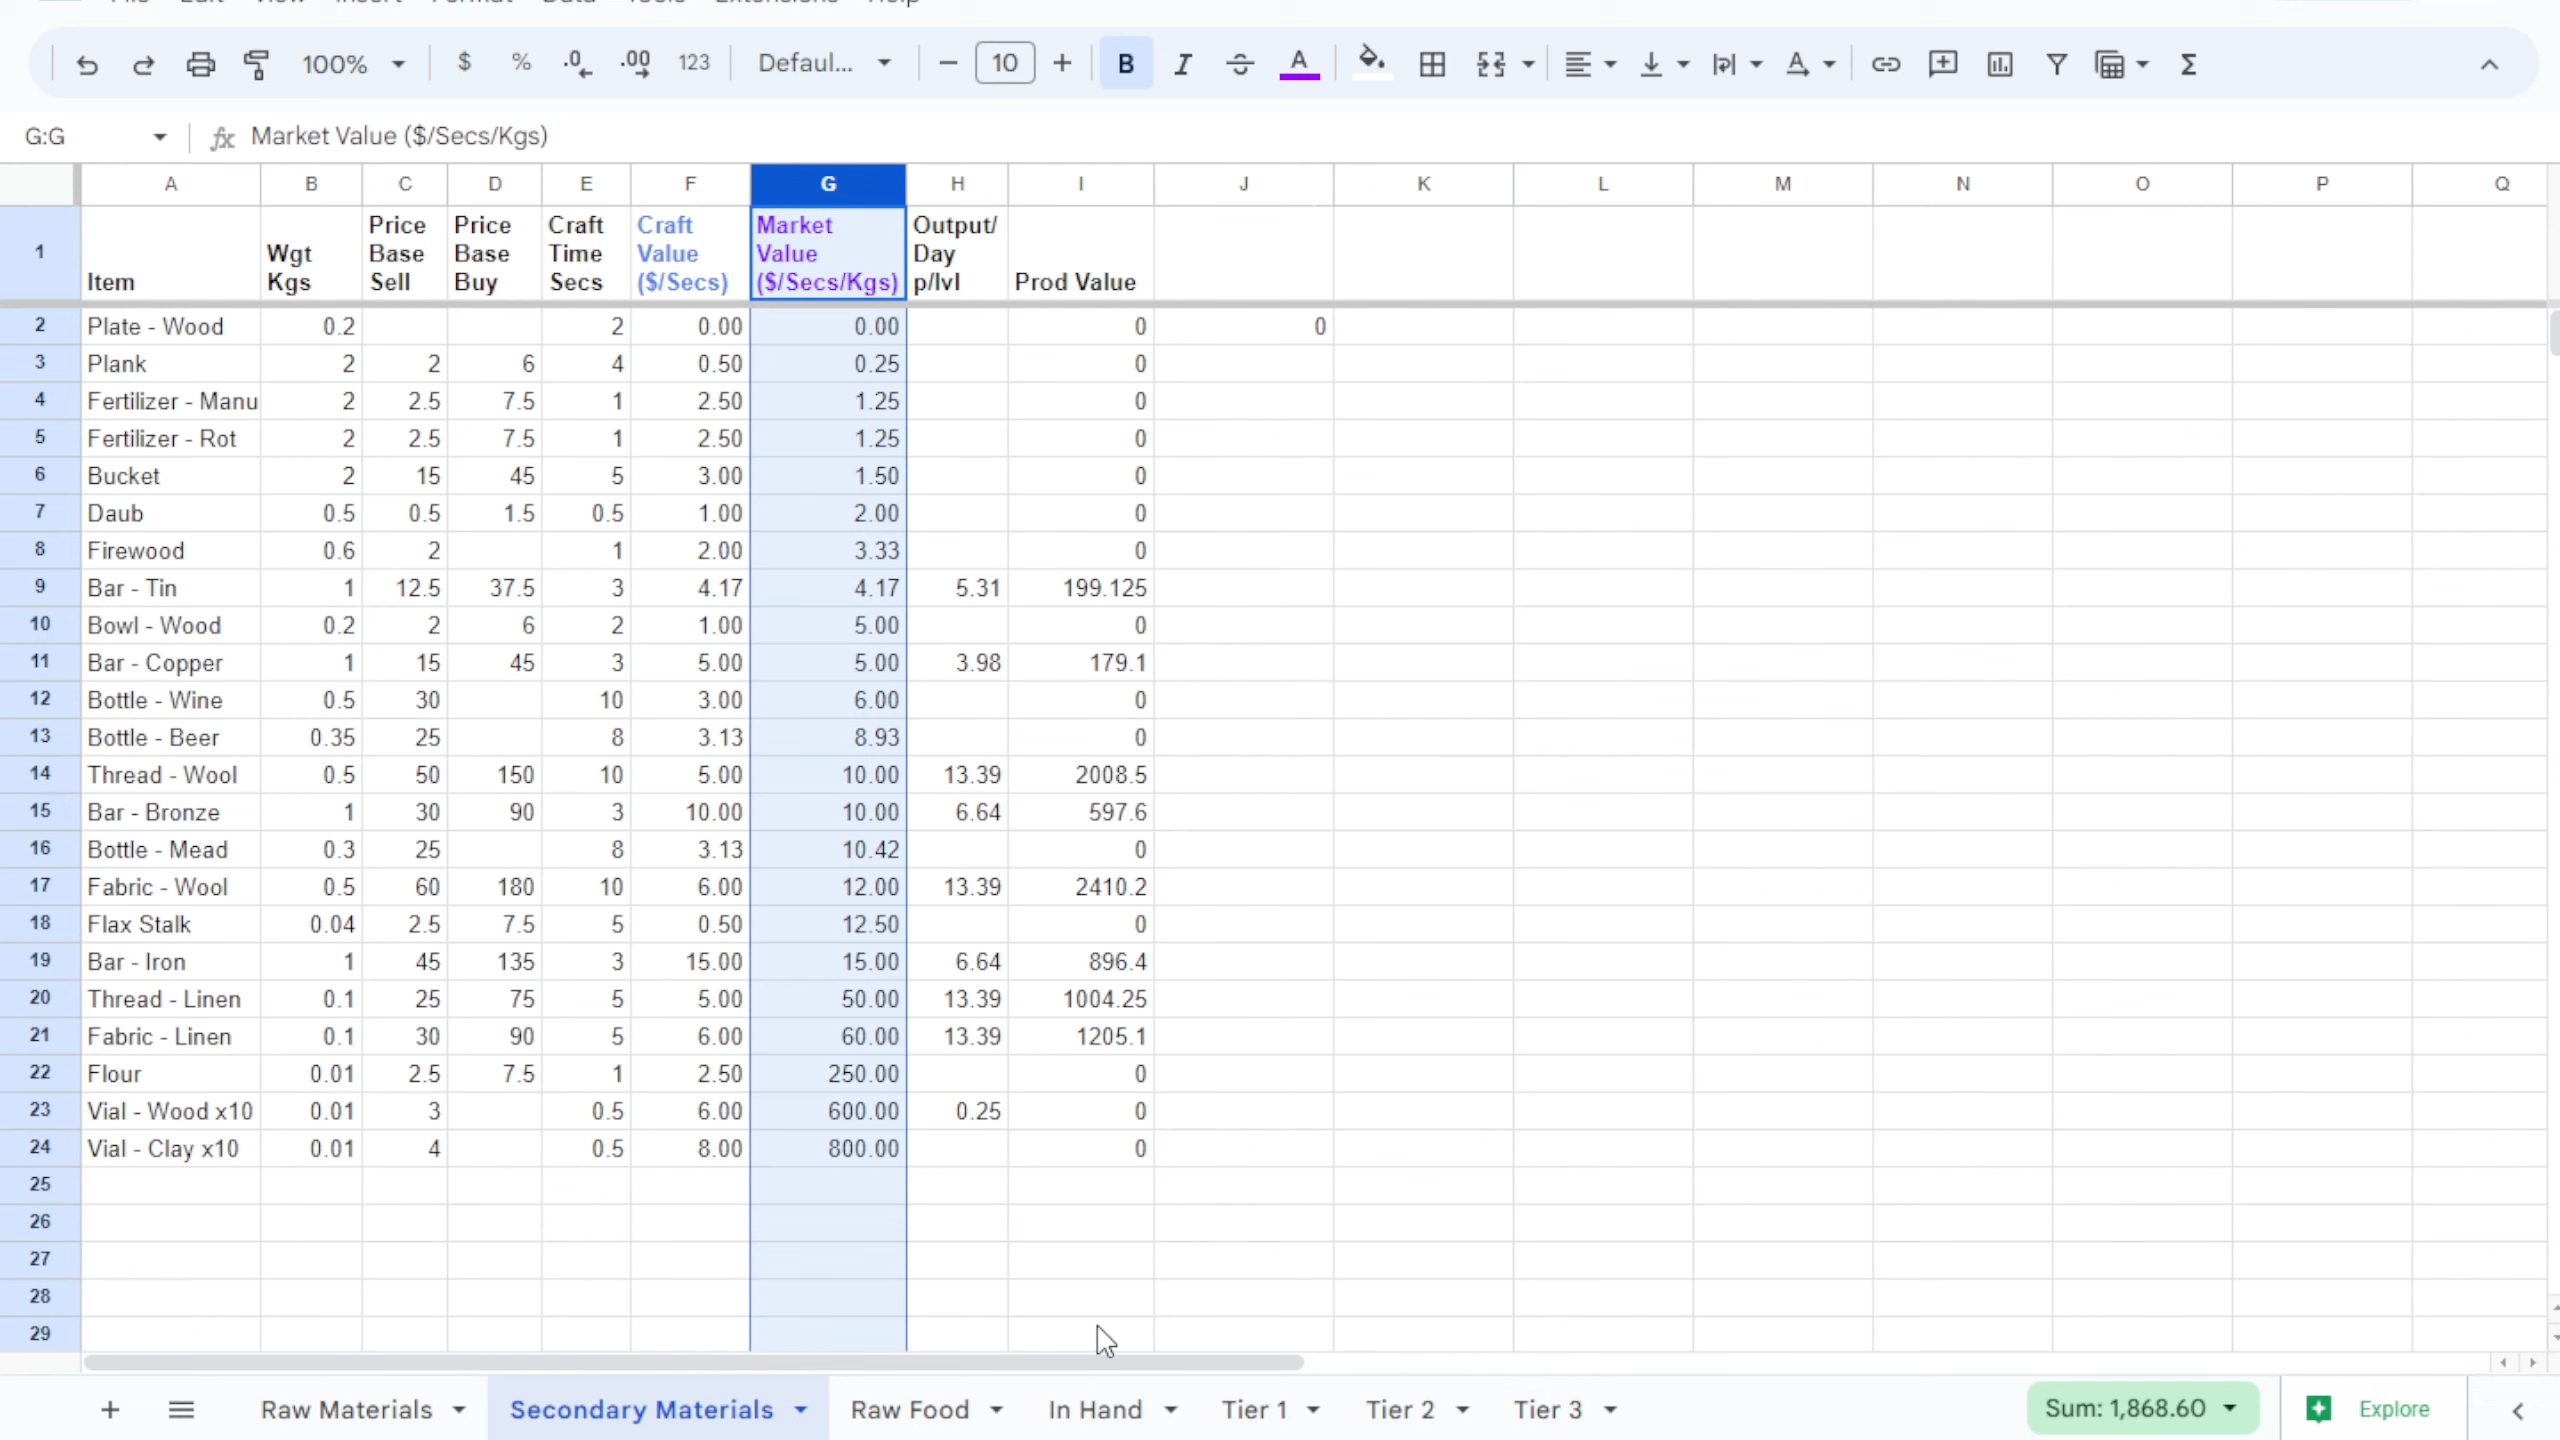 File Edit View Insert Format Data Tools Extensions Help
100% $ % .0 .00 123 Defaul... 10 B I A A Σ
G:G fx Market Value ($/Secs/Kgs)
A B C D E F G H I J K L M N O P Q
1 Item Wgt Kgs Price Base Sell Price Base Buy Craft Time Secs Craft Value ($/Secs) Market Value ($/Secs/Kgs) Output/ Day p/lvl Prod Value
2 Plate - Wood 0.2 2 0.00 0.00 0 0
3 Plank 2 2 6 4 0.50 0.25 0
4 Fertilizer - Manu 2 2.5 7.5 1 2.50 1.25 0
5 Fertilizer - Rot 2 2.5 7.5 1 2.50 1.25 0
6 Bucket 2 15 45 5 3.00 1.50 0
7 Daub 0.5 0.5 1.5 0.5 1.00 2.00 0
8 Firewood 0.6 2 1 2.00 3.33 0
9 Bar - Tin 1 12.5 37.5 3 4.17 4.17 5.31 199.125
10 Bowl - Wood 0.2 2 6 2 1.00 5.00 0
11 Bar - Copper 1 15 45 3 5.00 5.00 3.98 179.1
12 Bottle - Wine 0.5 30 10 3.00 6.00 0
13 Bottle - Beer 0.35 25 8 3.13 8.93 0
14 Thread - Wool 0.5 50 150 10 5.00 10.00 13.39 2008.5
15 Bar - Bronze 1 30 90 3 10.00 10.00 6.64 597.6
16 Bottle - Mead 0.3 25 8 3.13 10.42 0
17 Fabric - Wool 0.5 60 180 10 6.00 12.00 13.39 2410.2
18 Flax Stalk 0.04 2.5 7.5 5 0.50 12.50 0
19 Bar - Iron 1 45 135 3 15.00 15.00 6.64 896.4
20 Thread - Linen 0.1 25 75 5 5.00 50.00 13.39 1004.25
21 Fabric - Linen 0.1 30 90 5 6.00 60.00 13.39 1205.1
22 Flour 0.01 2.5 7.5 1 2.50 250.00 0
23 Vial - Wood x10 0.01 3 0.5 6.00 600.00 0.25 0
24 Vial - Clay x10 0.01 4 0.5 8.00 800.00 0
25
26
27
28
29
Raw Materials Secondary Materials Raw Food In Hand Tier 1 Tier 2 Tier 3 Sum: 1,868.60 Explore